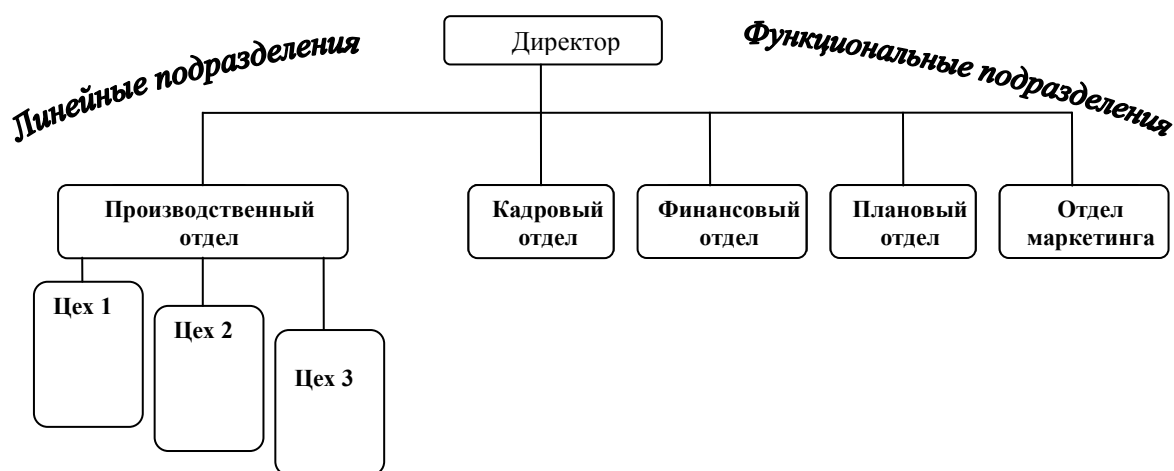 Линейные подразделения
Директор
Функциональные подразделения
Производственный
отдел
Кадровый
отдел
Финансовый
отдел
Плановый
отдел
Отдел
маркетинга
Цех 1
Цех 2
Цех 3